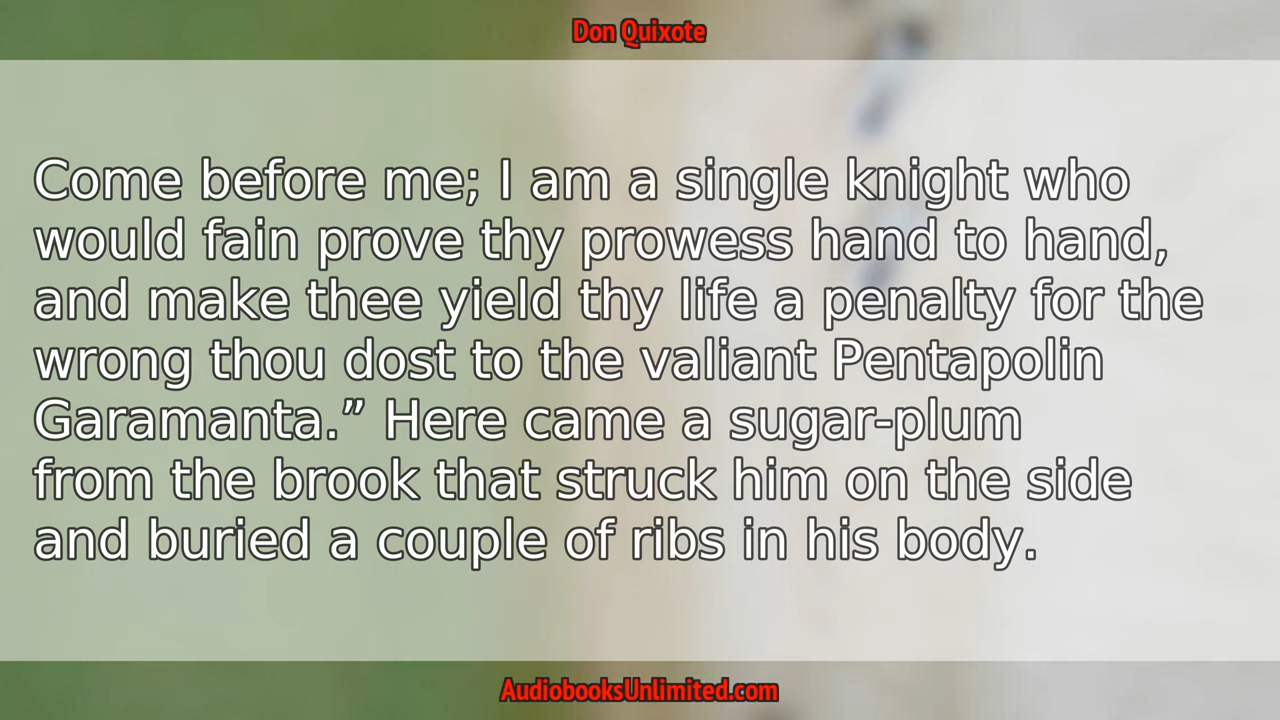 Don Quixote
Come before me; I am a single knight who
would fain prove thy prowess hand to hand,
and make thee yield thy life a penalty for the
wrong thou dost to the valiant Pentapolin
Garamanta.” Here came a sugar-plum
from the brook that struck him on the side
and buried a couple of ribs in his body.
AudiobooksUnlimited.com